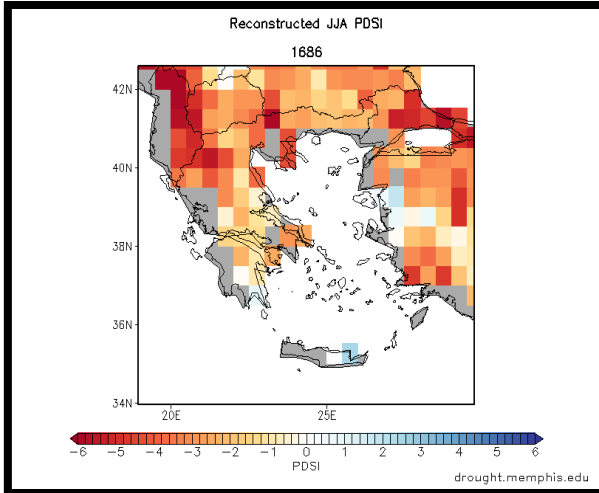 Reconstructed JJA PDSI
1686
42N
40N
38N
36N
34N
20E 25E
-6 -5 -4 -3 -2 -1 0 1 2 3 4 5 6
PDSI
drought.memphis.edu